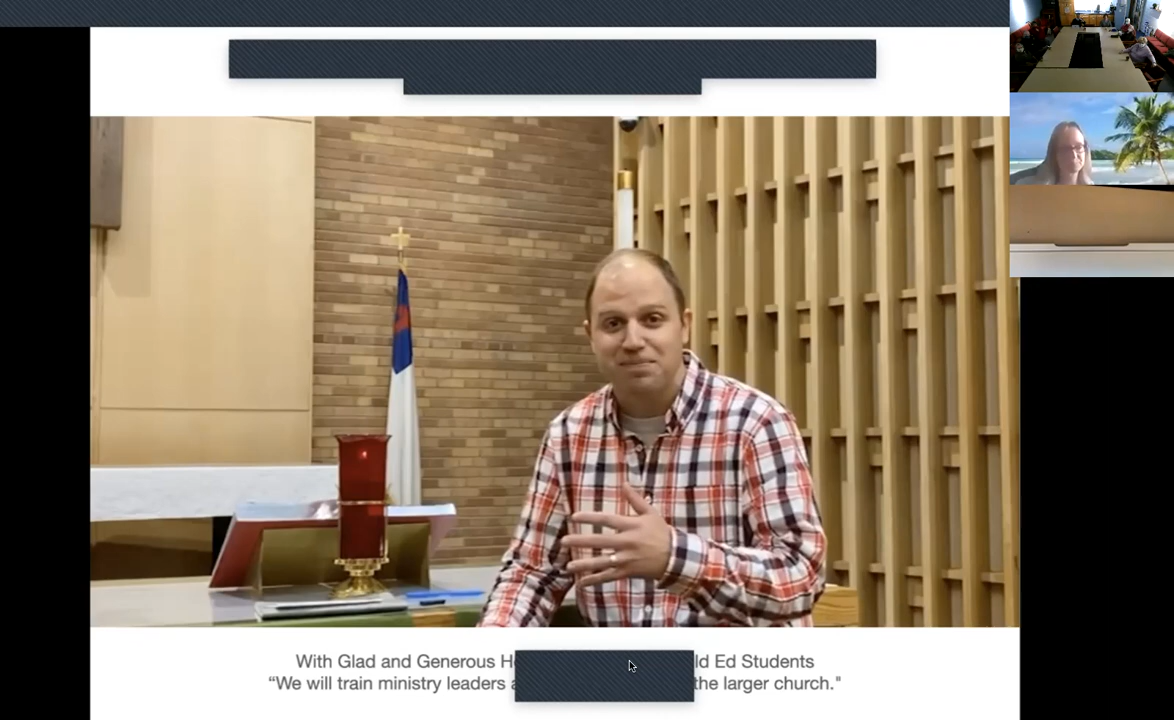 With Glad and Generous ld Ed Students
“We will train ministry leaders the larger church."